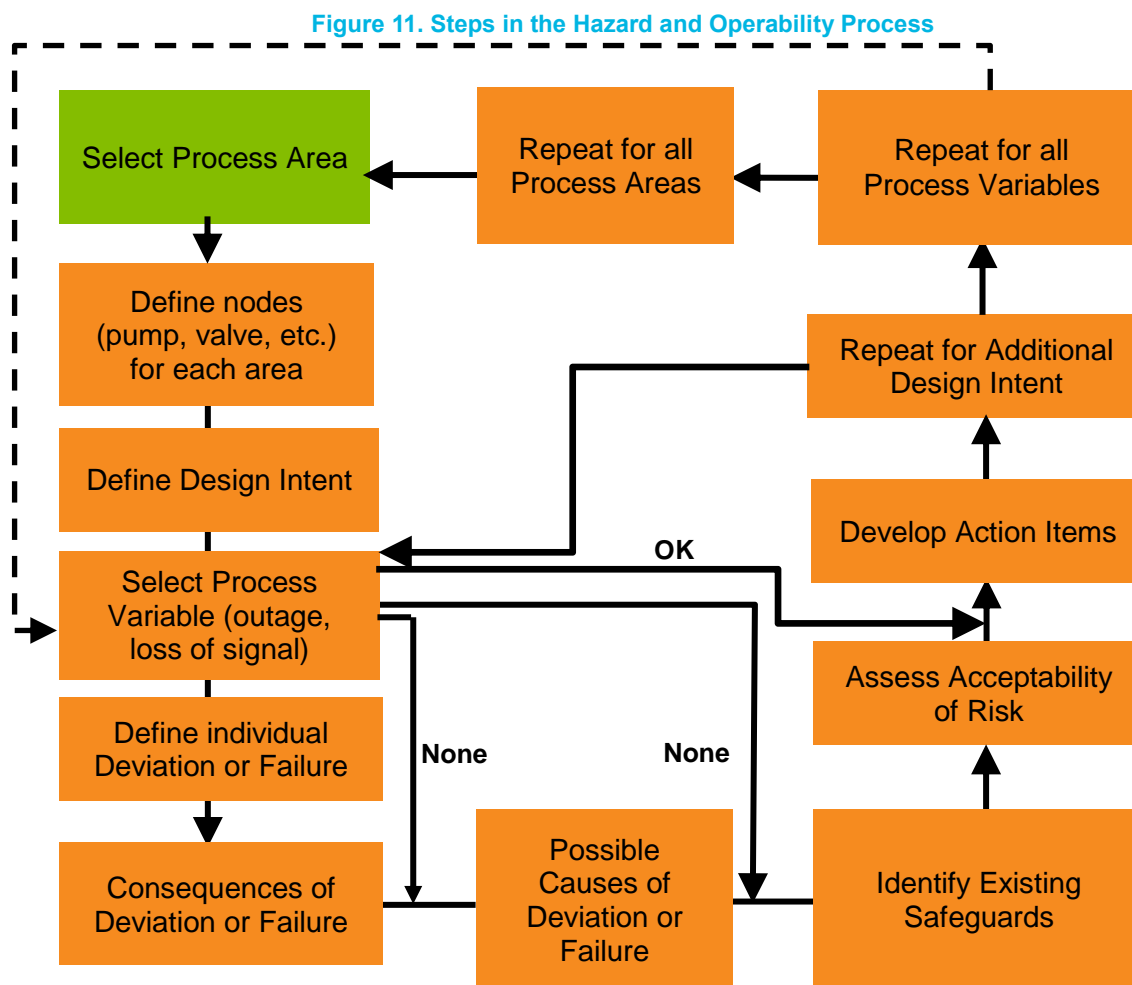 Figure 11. Steps in the Hazard and Operability Process
Select Process Area
Repeat for all
Process Areas
Repeat for all
Process Variables
Define nodes
(pump, valve, etc.)
for each area
Repeat for Additional
Design Intent
Define Design Intent
Develop Action Items
OK
Select Process
Variable (outage,
loss of signal)
Assess Acceptability
of Risk
Define individual
Deviation or Failure
None
None
Consequences of
Deviation or Failure
Possible
Causes of
Deviation or
Failure
Identify Existing
Safeguards